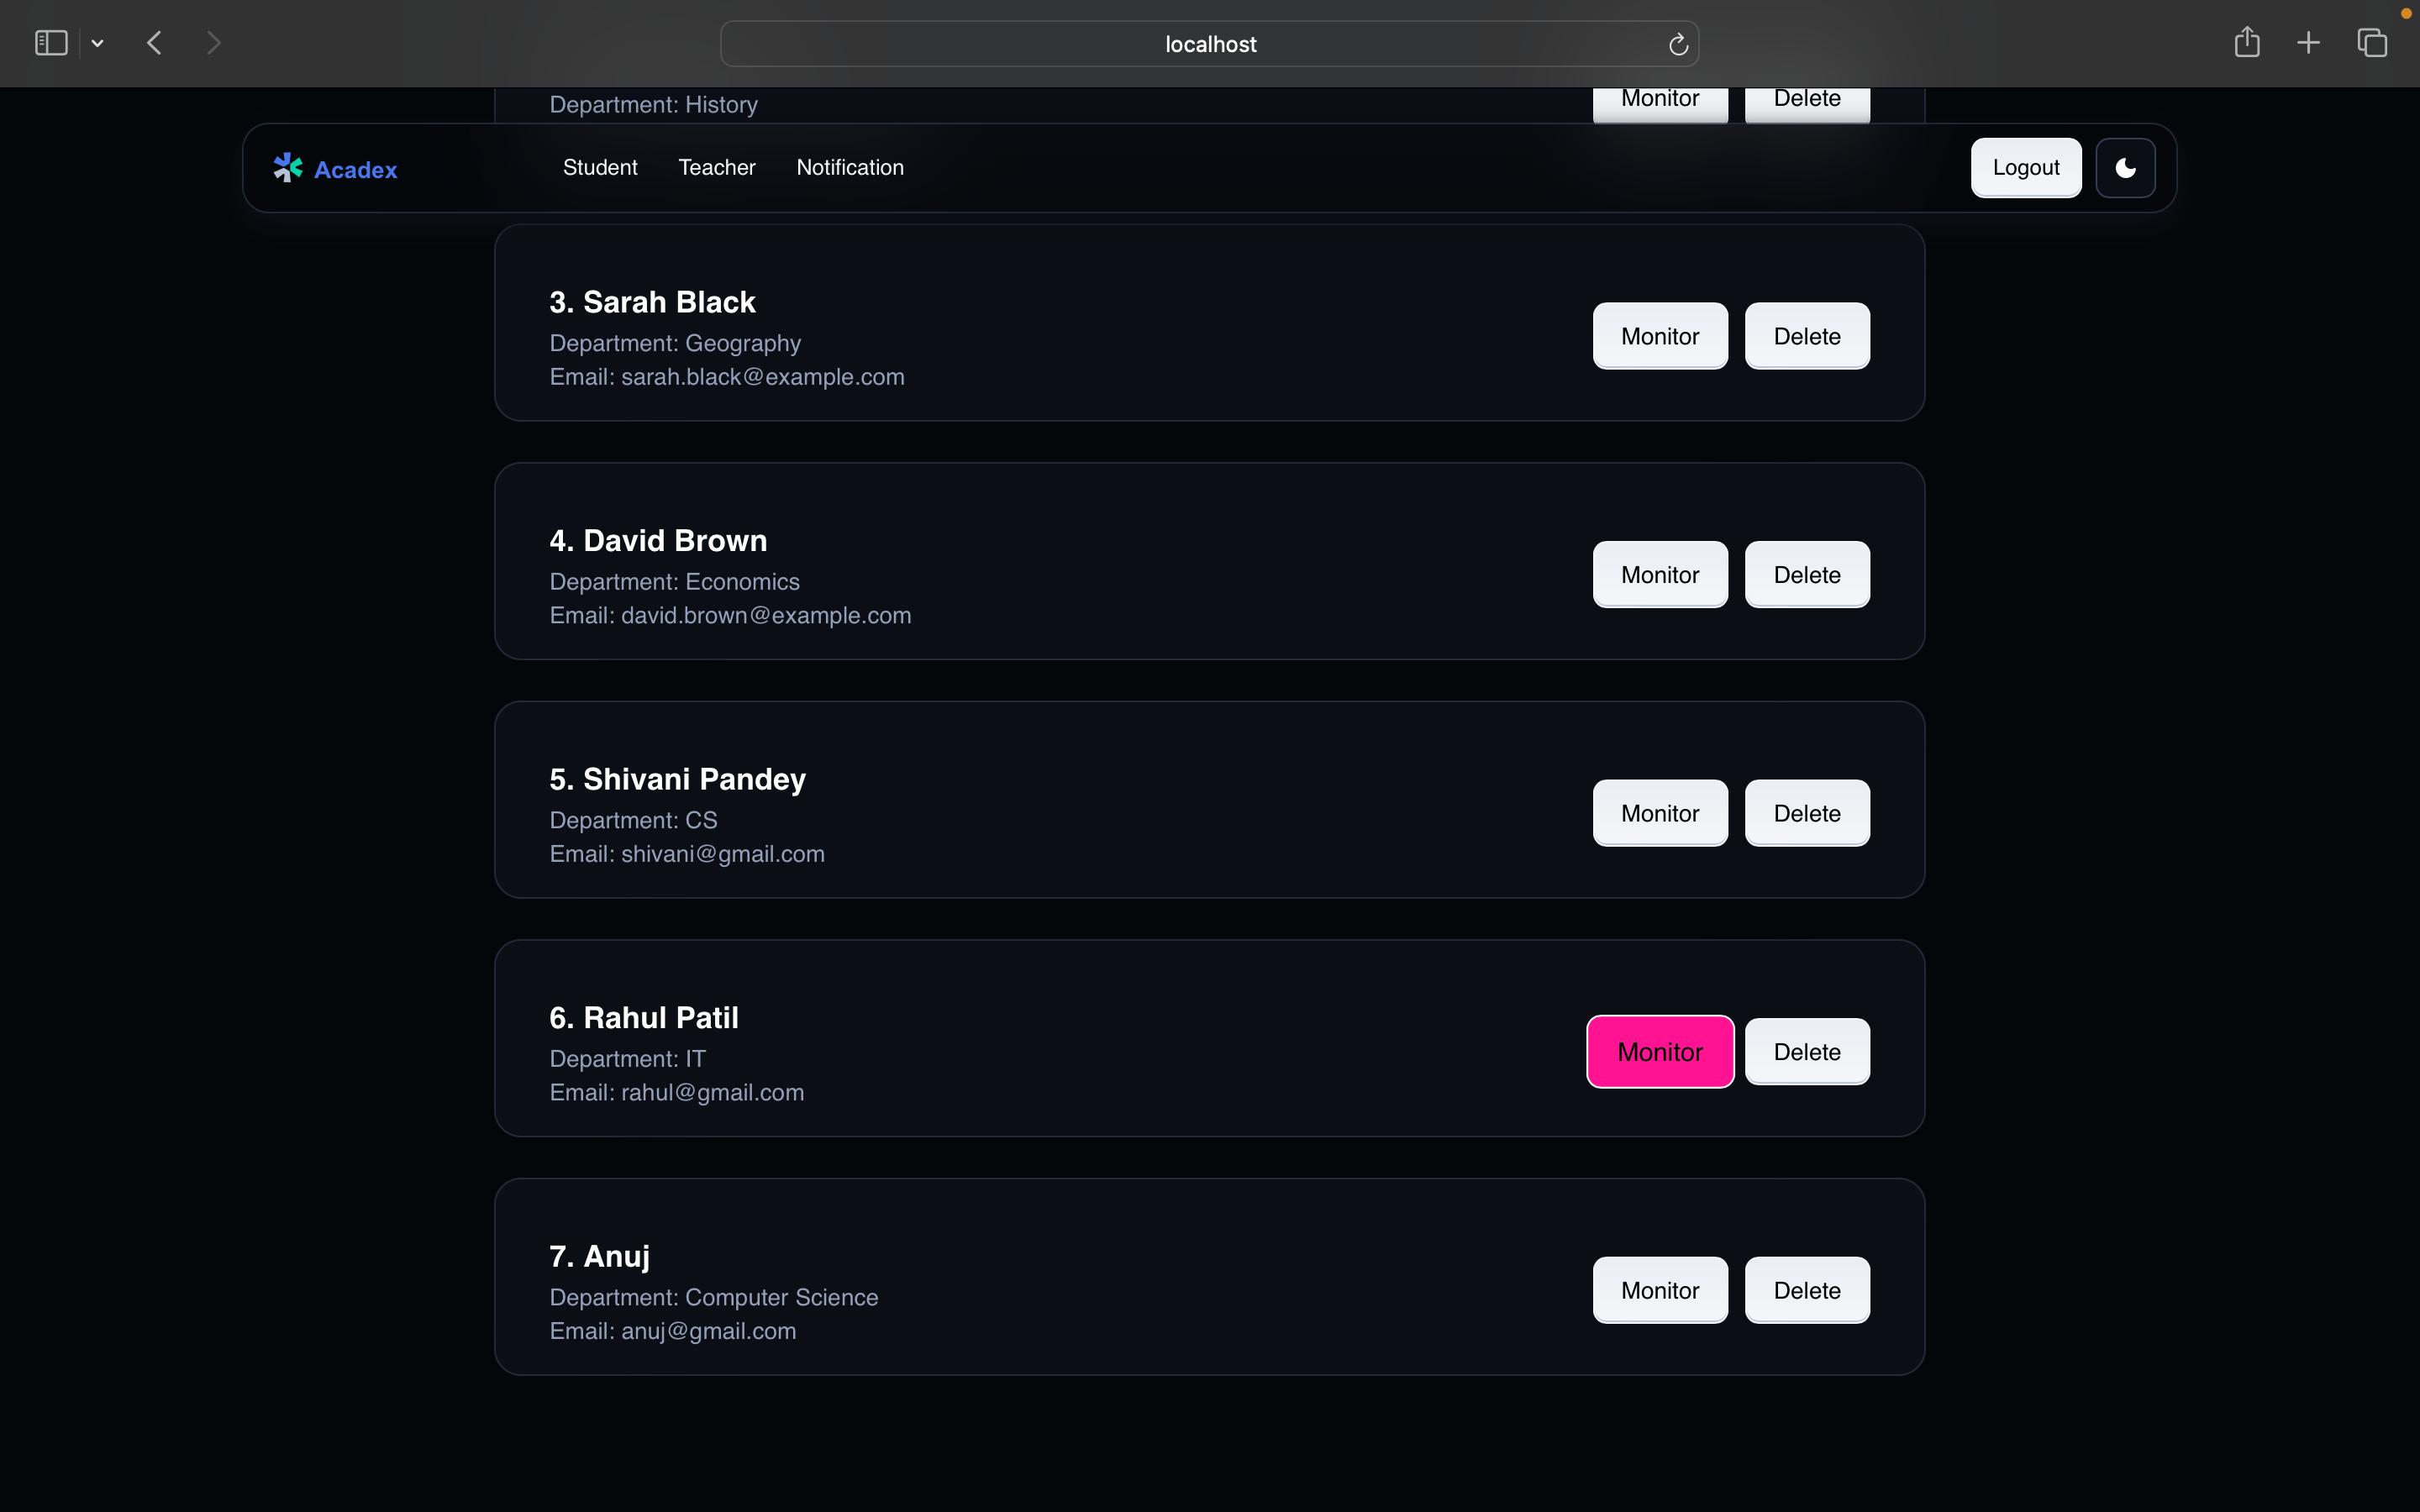 localhost
Department: History
Monitor
Delete
Acadex
Student
Teacher
Notification
Logout
3. Sarah Black
Department: Geography
Email: sarah.black@example.com
Monitor
Delete
4. David Brown
Department: Economics
Email: david.brown@example.com
Monitor
Delete
5. Shivani Pandey
Department: CS
Email: shivani@gmail.com
Monitor
Delete
6. Rahul Patil
Department: IT
Email: rahul@gmail.com
Monitor
Delete
7. Anuj
Department: Computer Science
Email: anuj@gmail.com
Monitor
Delete